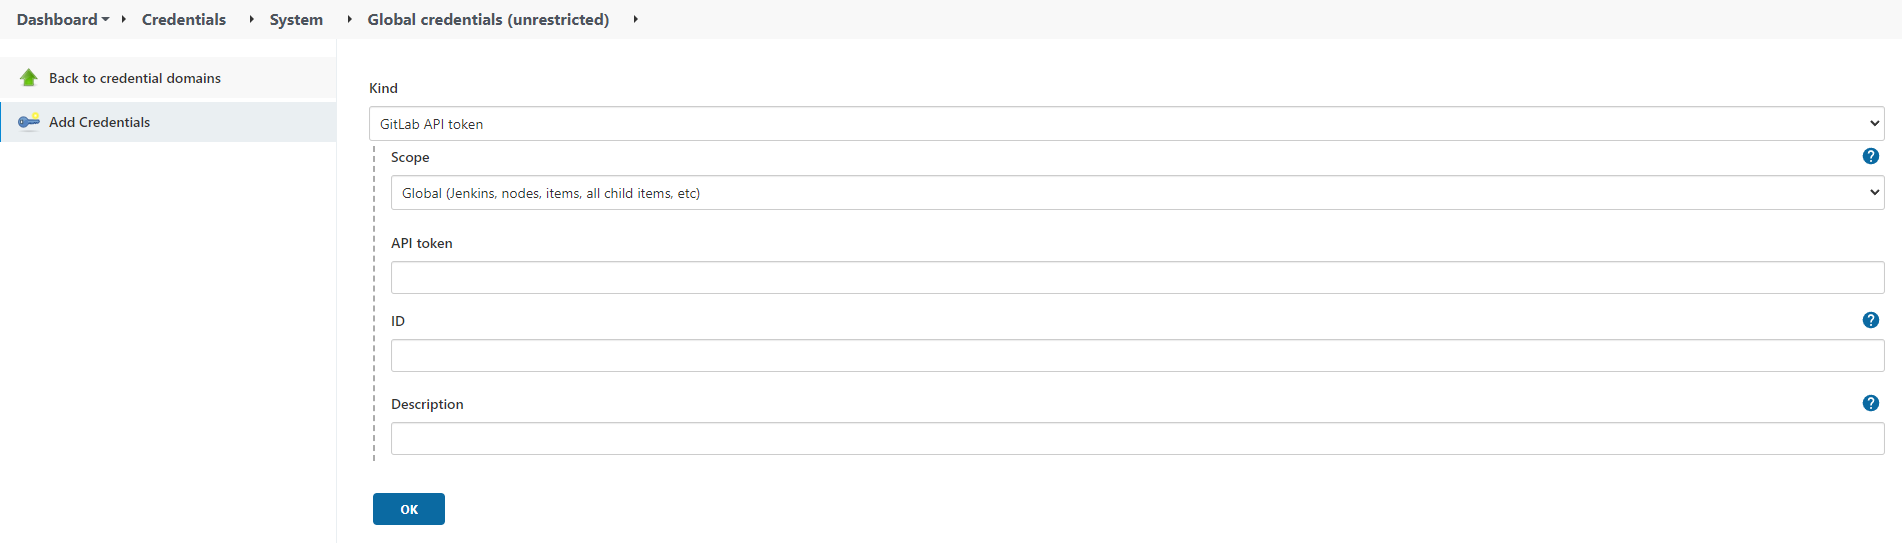 Dashboard Credentials System Global credentials (unrestricted)
Back to credential domains
Add Credentials
Kind
GitLab API token
Scope
?
Global (Jenkins, nodes, items, all child items, etc)
API token
ID
?
Description
?
OK